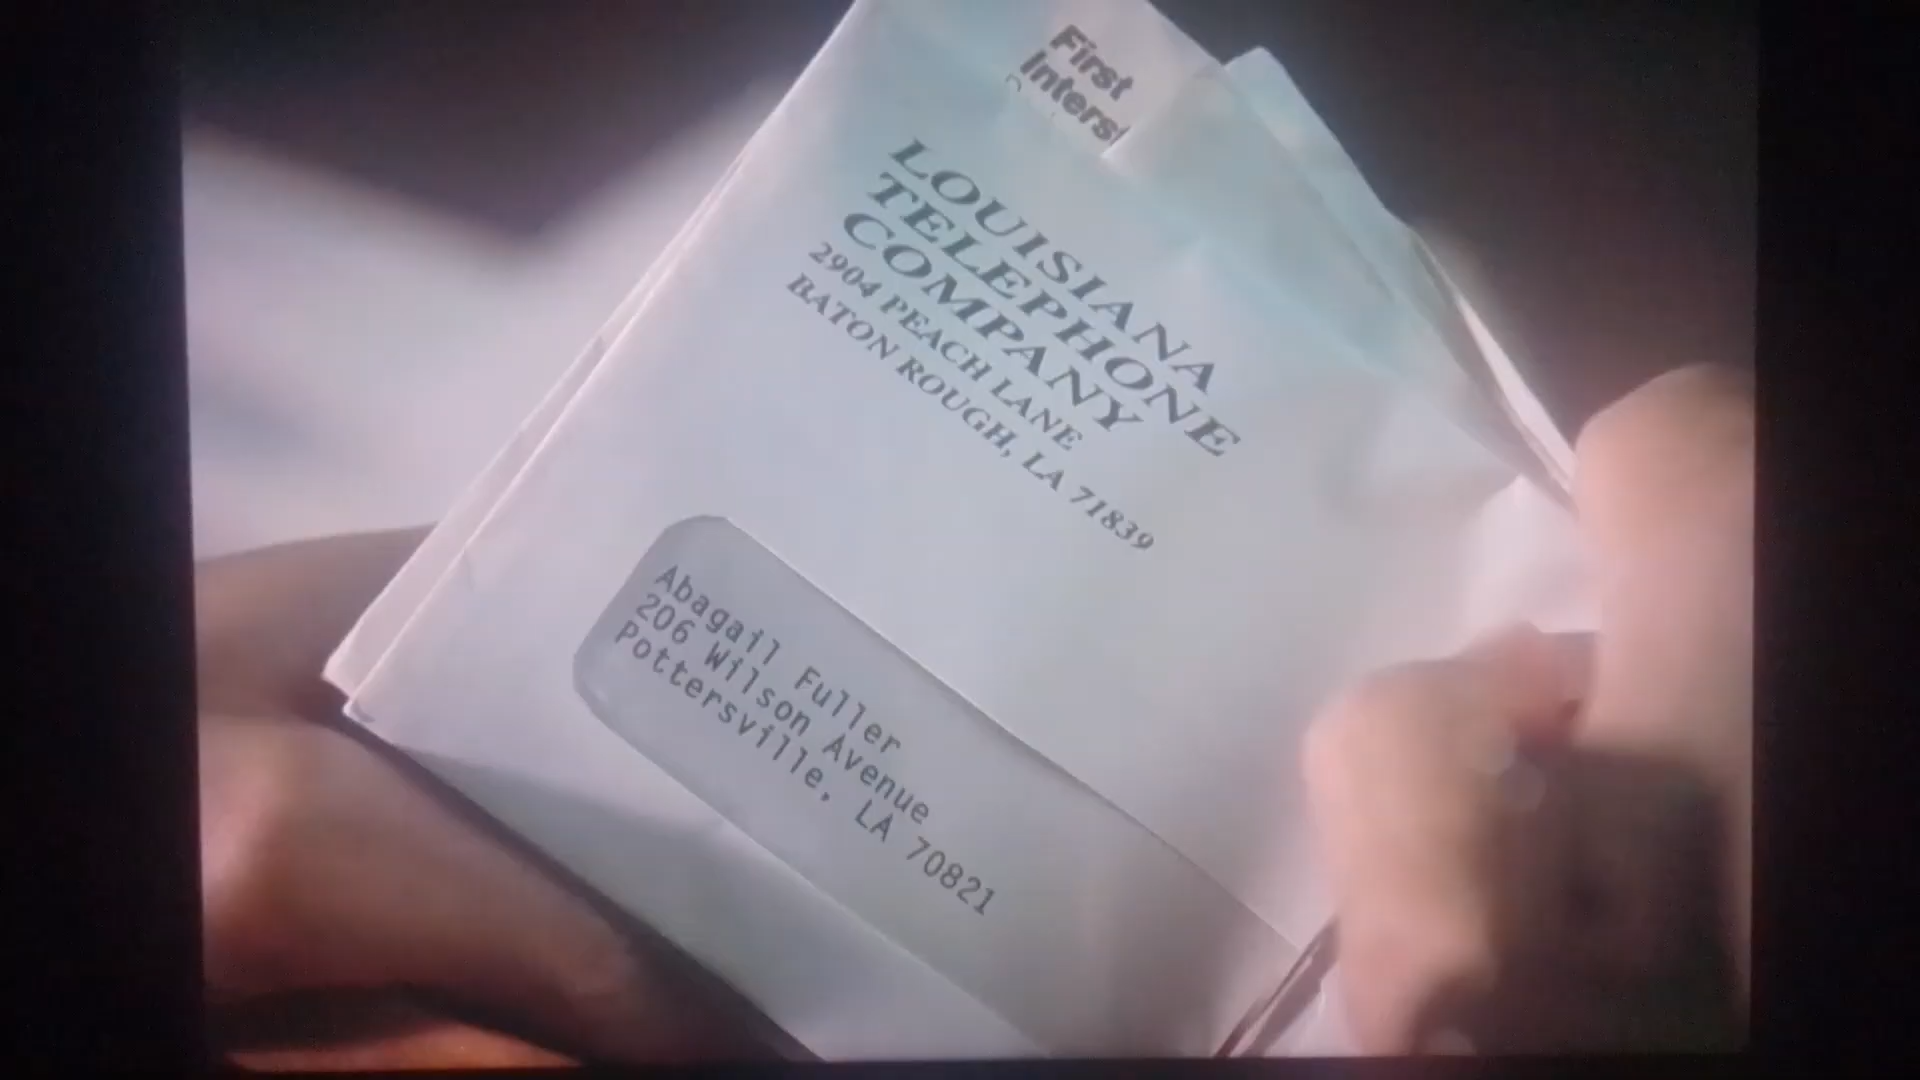 First
Inters
LOUISIANA
TELEPHONE
COMPANY
2904 PEACH LANE
BATON ROUGH, LA 71839
Abagail Fuller
206 Wilson Avenue
Pottersville, LA 70821